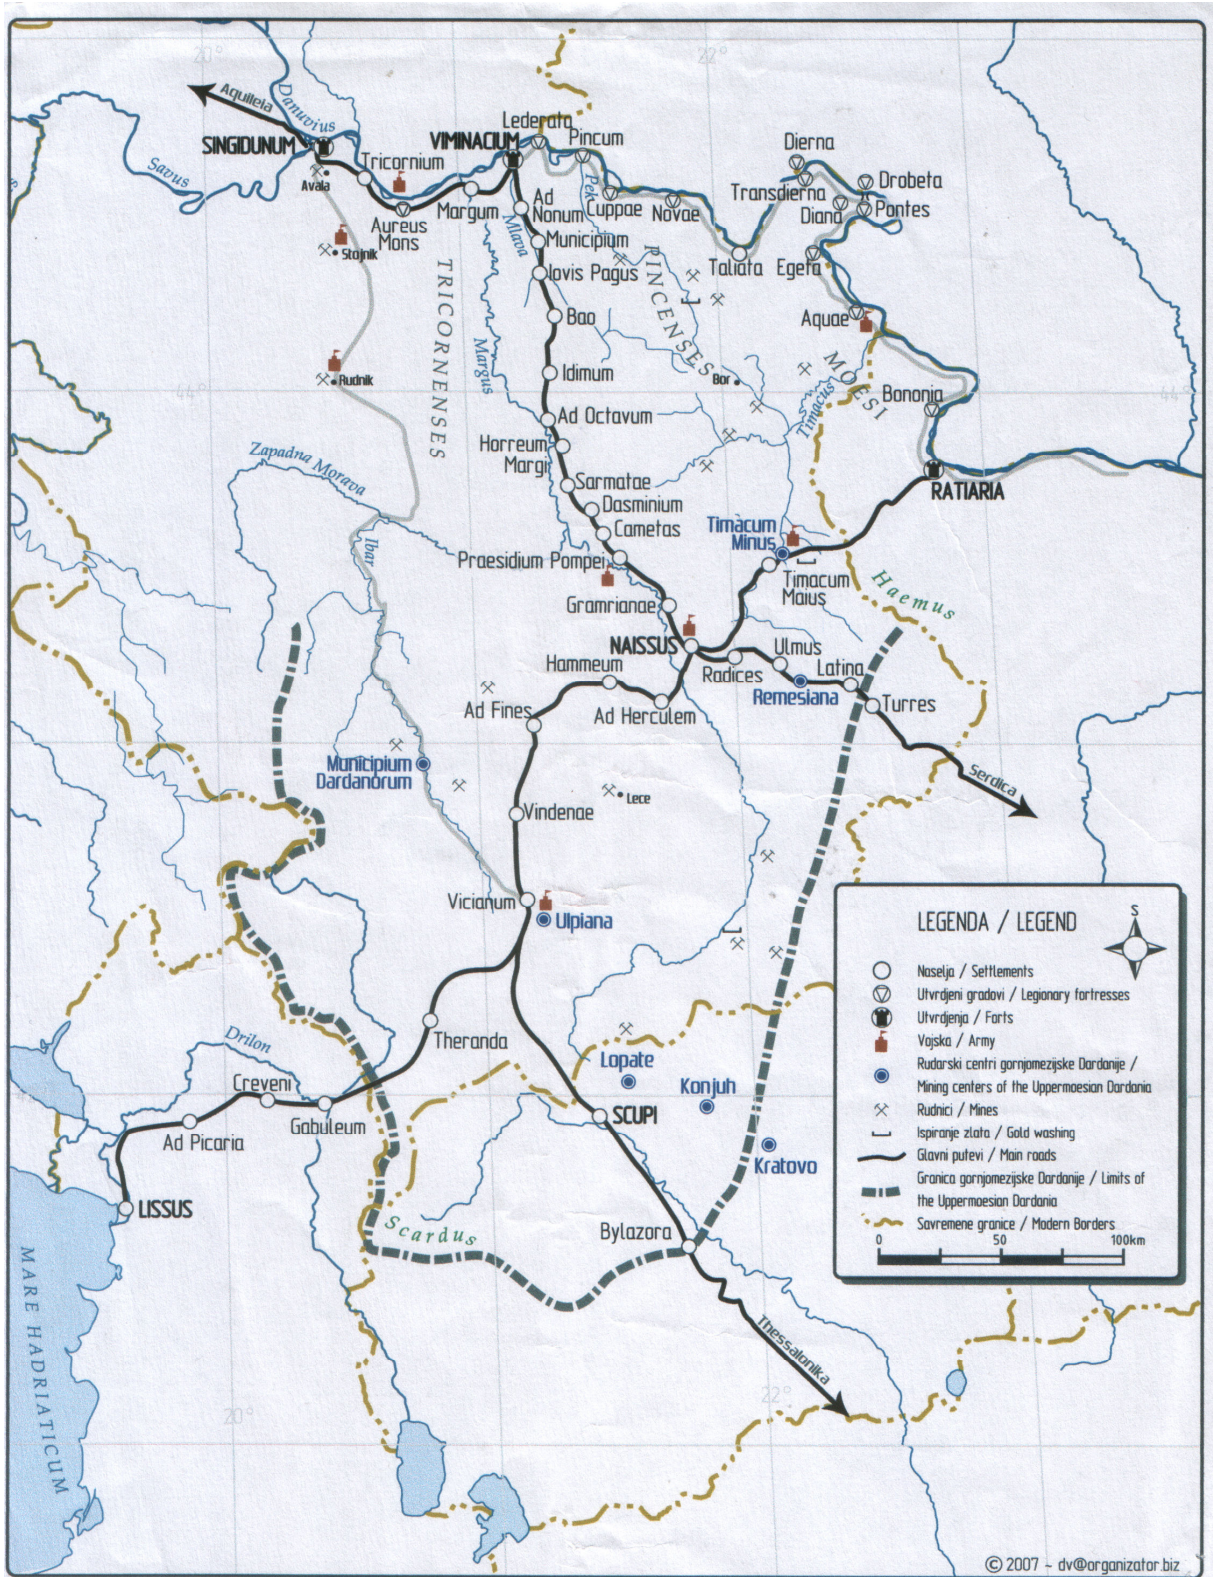 20°
22°
Aquileia
Danuvius
SINGIDUNUM
Savus
Avala
Tricornium
VIMINACIUM
Lederata
Pincum
Pek
Dierna
Transdierna
Drobeta
Diana
Pontes
Aureus
Mons
Margum
Ad
Nonum
Mlava
Cuppae
Novae
Taliata
Egeta
Stojnik
Municipium
Iovis Pagus
TRICORNENSES
PINCENSES
MOESI
Bao
Aquae
Margus
Rudnik
Idimum
Bor
Timacus
Bononia
44°
44°
Ad Octavum
Horreum
Margi
Zapadna Morava
Sarmatae
RATIARIA
Dasminium
Cametas
Timacum
Minus
Ibar
Praesidium Pompei
Timacum
Maius
Haemus
Gramrianae
NAISSUS
Radices
Ulmus
Latina
Remesiana
Turres
Hammeum
Ad Fines
Ad Herculem
Serdica
Municipium
Dardanorum
Vindenae
Lece
Vicianum
Ulpiana
Theranda
Drilon
Creveni
Ad Picaria
Gabuleum
Lopate
Konjuh
SCUPI
Kratovo
LISSUS
Scardus
Bylazora
MARE HADRIATICUM
Thessalonika
20°
22°
LEGENDA / LEGEND
S
Naselja / Settlements
Utvrdjeni gradovi / Legionary fortresses
Utvrdjenja / Forts
Vojska / Army
Rudarski centri gornjomezijske Dardanije /
Mining centers of the Uppermoesian Dardania
Rudnici / Mines
Ispiranje zlata / Gold washing
Glavni putevi / Main roads
Granica gornjomezijske Dardanije / Limits of
the Uppermoesian Dardania
Savremene granice / Modern Borders
0 50 100km
© 2007 ~ dv@organizator.biz